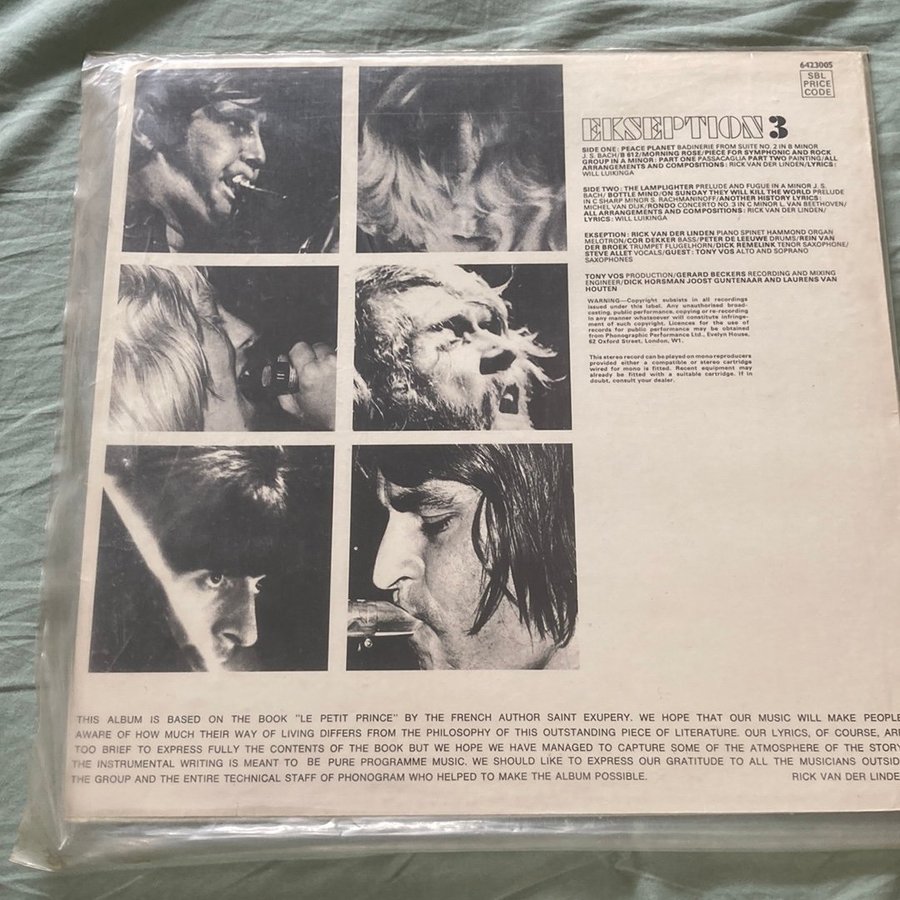 6423005
SBL
PRICE
CODE
EKSEPTION 3
SIDE ONE: PEACE PLANET BADINERIE FROM SUITE NO. 2 IN B MINOR
J. S. BACH/B 612/MORNING ROSE/PIECE FOR SYMPHONIC AND ROCK
GROUP IN A MINOR: PART ONE PASSACAGLIA PART TWO PAINTING/ALL
ARRANGEMENTS AND COMPOSITIONS: RICK VAN DER LINDEN/LYRICS:
WILL LUIKINGA
SIDE TWO: THE LAMPLIGHTER PRELUDE AND FUGUE IN A MINOR J. S.
BACH/ BOTTLE MIND/ON SUNDAY THEY WILL KILL THE WORLD PRELUDE
IN C SHARP MINOR S. RACHMANINOFF/ANOTHER HISTORY LYRICS:
MICHEL VAN DIJK/RONDO CONCERTO NO. 3 IN C MINOR L. VAN BEETHOVEN/
ALL ARRANGEMENTS AND COMPOSITIONS: RICK VAN DER LINDEN/
LYRICS: WILL LUIKINGA
EKSEPTION: RICK VAN DER LINDEN PIANO SPINET HAMMOND ORGAN
MELOTRON/COR DEKKER BASS/PETER DE LEEUWE DRUMS/REIN VAN
DER BROEK TRUMPET FLUGELHORN/DICK REMELINK TENOR SAXOPHONE/
STEVE ALLET VOCALS/GUEST: TONY VOS ALTO AND SOPRANO
SAXOPHONES
TONY VOS PRODUCTION/GERARD BECKERS RECORDING AND MIXING
ENGINEER/DICK HORSMAN JOOST GUNTENAAR AND LAURENS VAN
HOUTEN
WARNING—Copyright subsists in all recordings
issued under this label. Any unauthorised broad-
casting, public performance, copying or re-recording
in any manner whatsoever will constitute infringe-
ment of such copyright. Licences for the use of
records for public performance may be obtained
from Phonographic Performance Ltd., Evelyn House,
62 Oxford Street, London, W1.
This stereo record can be played on mono reproducers
provided either a compatible or stereo cartridge
wired for mono is fitted. Recent equipment may
already be fitted with a suitable cartridge. If in
doubt, consult your dealer.
THIS ALBUM IS BASED ON THE BOOK "LE PETIT PRINCE" BY THE FRENCH AUTHOR SAINT EXUPERY. WE HOPE THAT OUR MUSIC WILL MAKE PEOPLE
AWARE OF HOW MUCH THEIR WAY OF LIVING DIFFERS FROM THE PHILOSOPHY OF THIS OUTSTANDING PIECE OF LITERATURE. OUR LYRICS, OF COURSE, AR
TOO BRIEF TO EXPRESS FULLY THE CONTENTS OF THE BOOK BUT WE HOPE WE HAVE MANAGED TO CAPTURE SOME OF THE ATMOSPHERE OF THE STORY
THE INSTRUMENTAL WRITING IS MEANT TO BE PURE PROGRAMME MUSIC. WE SHOULD LIKE TO EXPRESS OUR GRATITUDE TO ALL THE MUSICIANS OUTSID
THE GROUP AND THE ENTIRE TECHNICAL STAFF OF PHONOGRAM WHO HELPED TO MAKE THE ALBUM POSSIBLE. RICK VAN DER LINDE